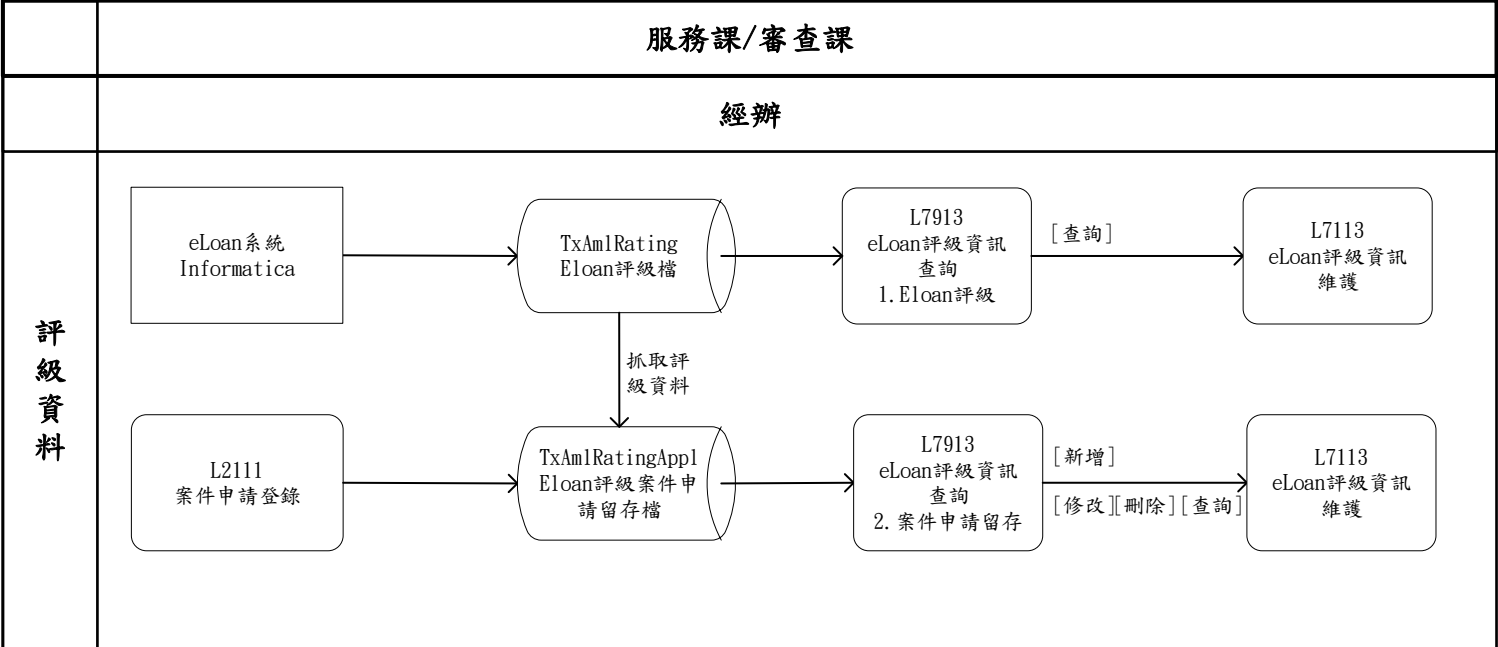 服務課/審查課
經辦
評
級
資
料
eLoan系統
Informatica
TxAmlRating
Eloan評級檔
L7913
eLoan評級資訊
查詢
1.Eloan評級
[查詢]
L7113
eLoan評級資訊
維護
抓取評
級資料
L2111
案件申請登錄
TxAmlRatingAppl
Eloan評級案件申
請留存檔
L7913
eLoan評級資訊
查詢
2.案件申請留存
[新增]
[修改][刪除][查詢]
L7113
eLoan評級資訊
維護